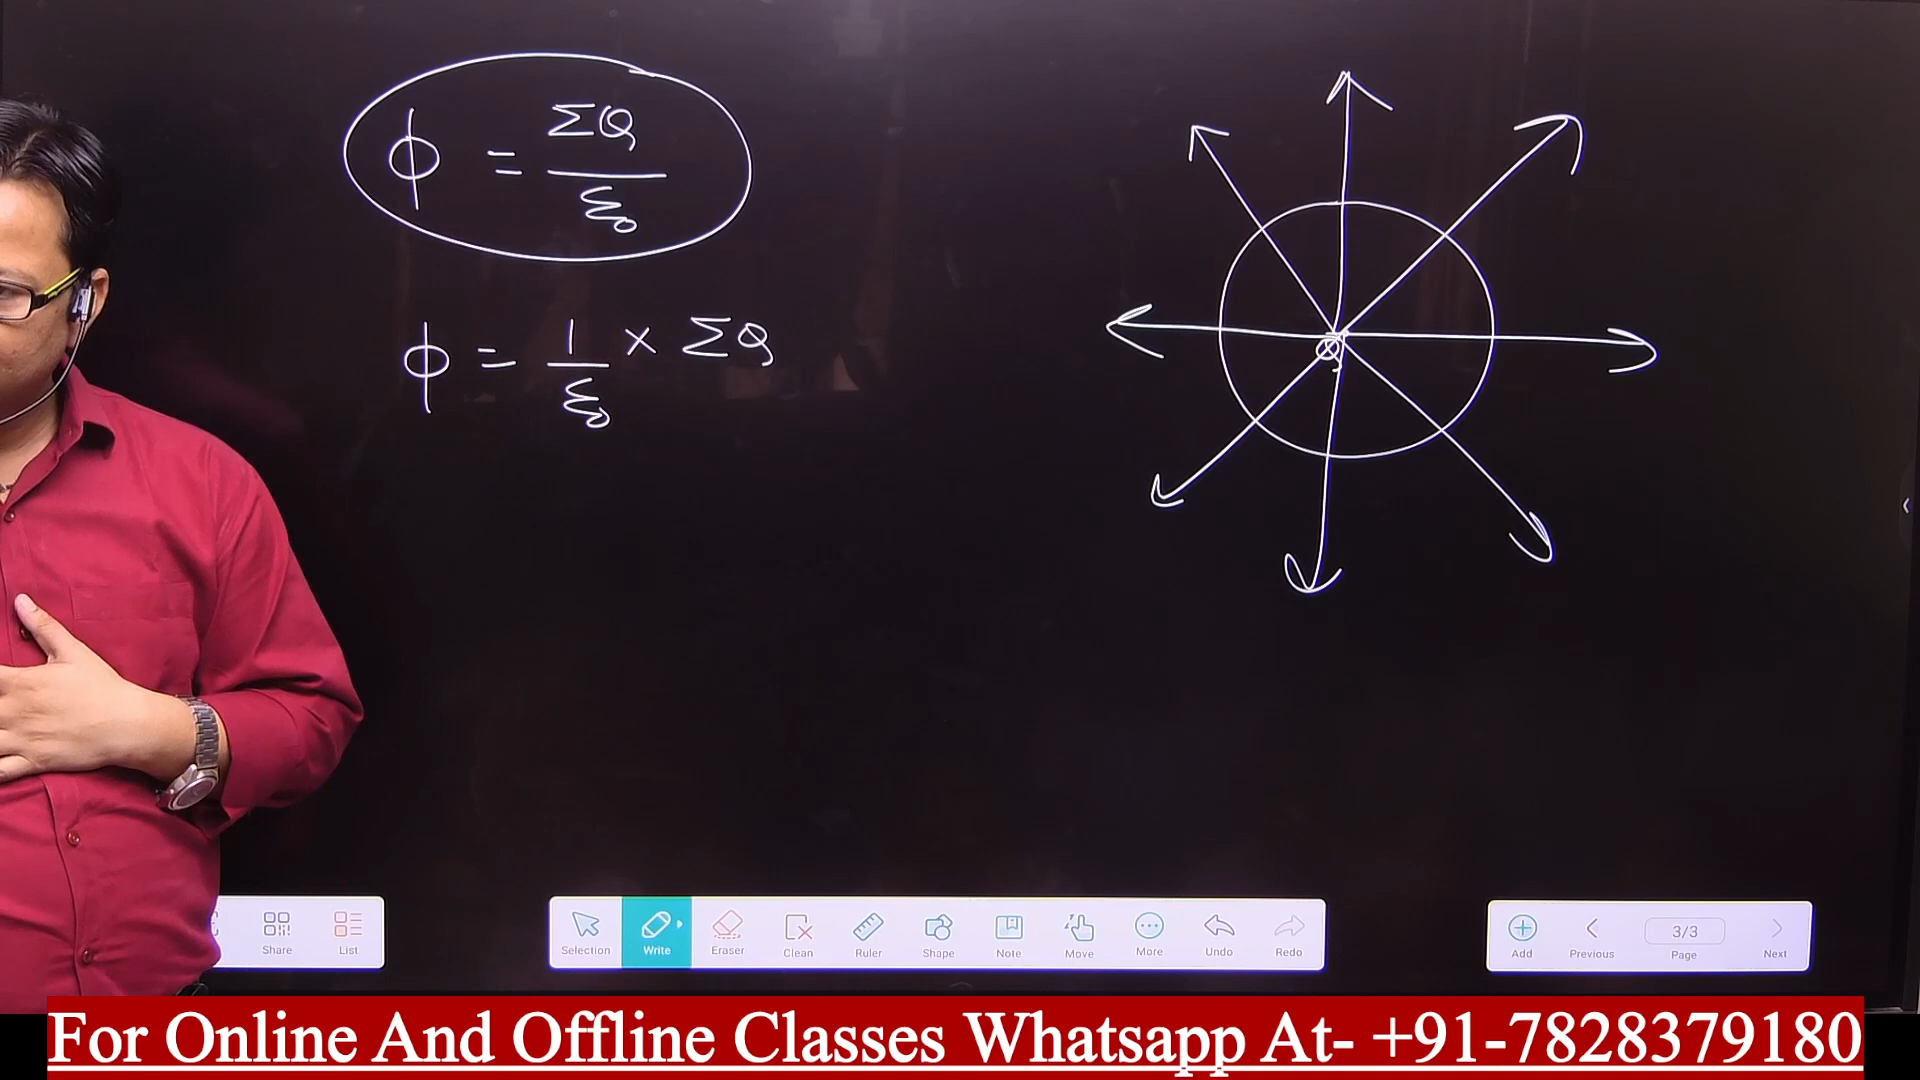 ϕ = ΣQ / ε₀
ϕ = 1 / ε₀ × ΣQ
Q
Share
List
Selection
Write
Eraser
Clean
Ruler
Shape
Note
Move
More
Undo
Redo
Add
Previous
3/3
Page
Next
For Online And Offline Classes Whatsapp At- +91-7828379180